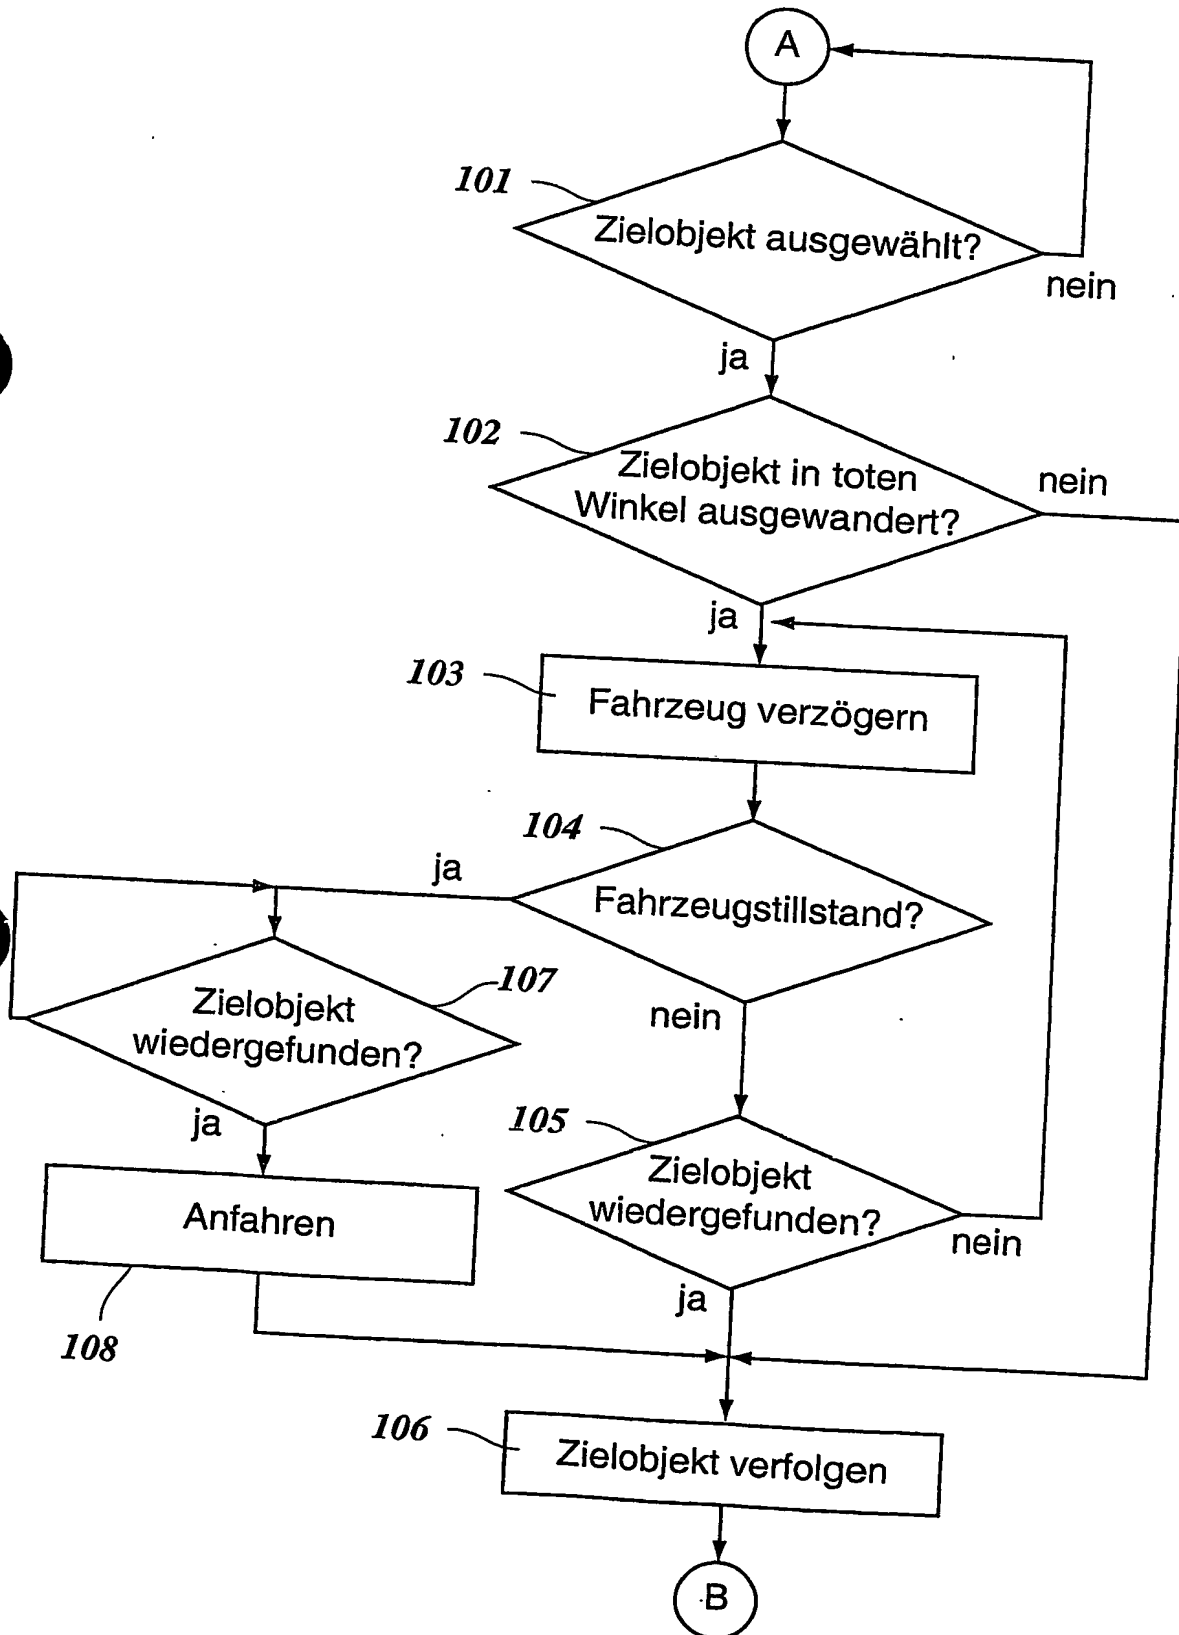 A
101
Zielobjekt ausgewählt?
nein
ja
102
Zielobjekt in toten
Winkel ausgewandert?
nein
ja
103
Fahrzeug verzögern
104
ja
Fahrzeugstillstand?
nein
107
Zielobjekt
wiedergefunden?
ja
105
Zielobjekt
wiedergefunden?
nein
ja
Anfahren
108
106
Zielobjekt verfolgen
B